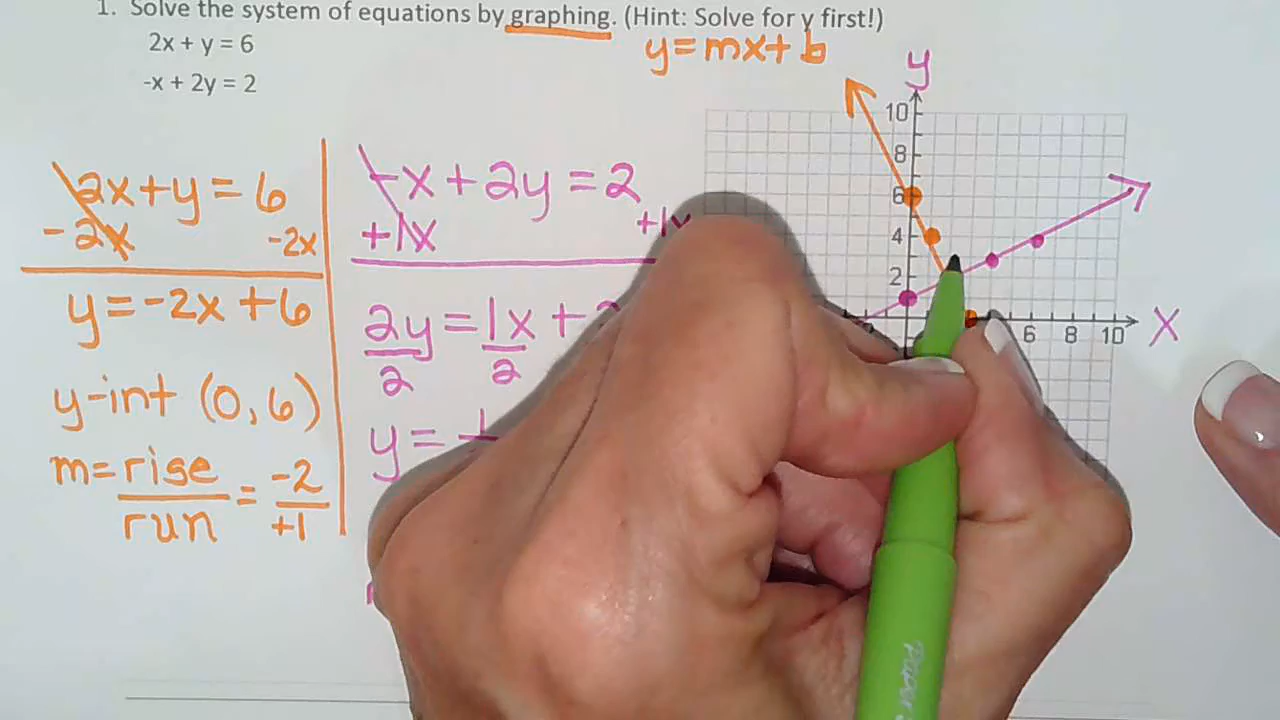 1. Solve the system of equations by graphing. (Hint: Solve for y first!)
2x + y = 6
-x + 2y = 2
y=mx+b
2x+y=6
-2x -2x
y=-2x+6
y-int (0,6)
m=rise/run = -2/+1
-x+2y=2
+1x
2y/2=1x/2+
y=
y
10
8
6
4
2
6 8 10 X
Paper